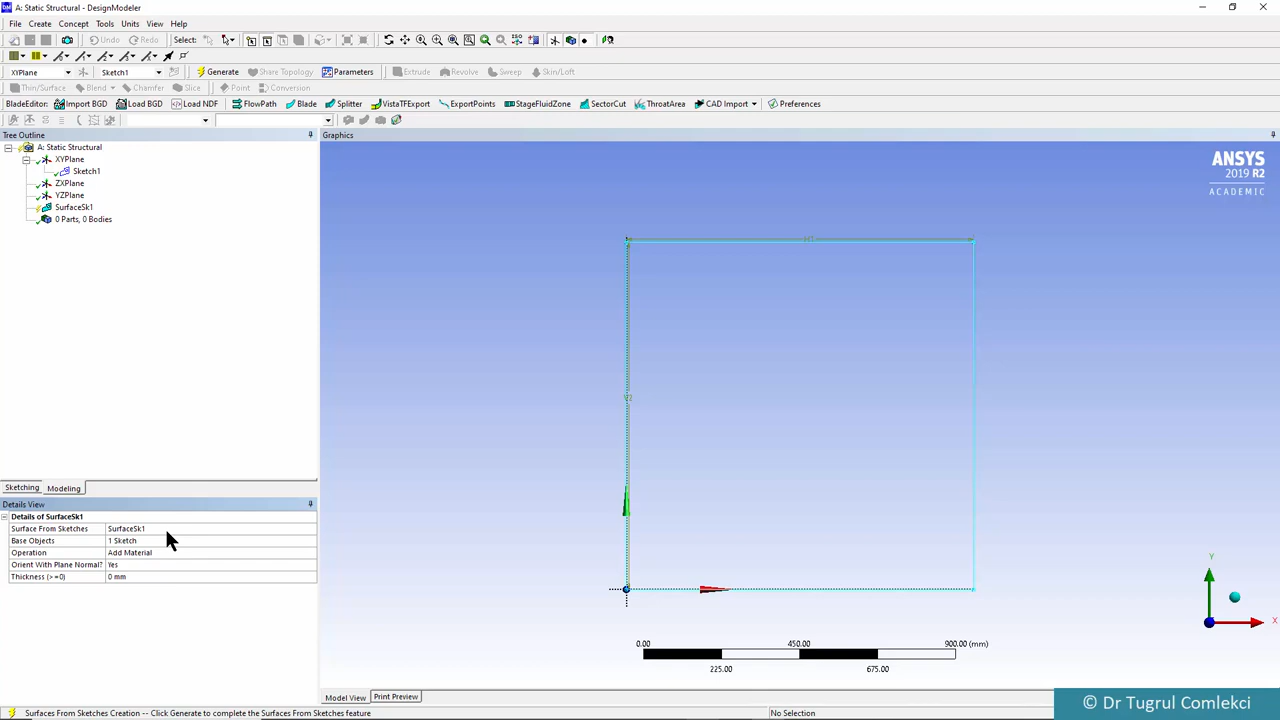 A: Static Structural - DesignModeler
File Create Concept Tools Units View Help
Undo Redo Select:
XYPlane Sketch1 Generate Share Topology Parameters Extrude Revolve Sweep Skin/Loft
Thin/Surface Blend Chamfer Slice Point Conversion
BladeEditor: Import BGD Load BGD Load NDF FlowPath Blade Splitter VistaTFExport ExportPoints StageFluidZone SectorCut ThroatArea CAD Import Preferences
Tree Outline
Graphics
A: Static Structural
XYPlane
Sketch1
ZXPlane
YZPlane
SurfaceSk1
0 Parts, 0 Bodies
ANSYS
2019 R2
ACADEMIC
V2
Y
X
0.00 450.00 900.00 (mm)
225.00 675.00
Sketching Modeling
Details View
Details of SurfaceSk1
Surface From Sketches SurfaceSk1
Base Objects 1 Sketch
Operation Add Material
Orient With Plane Normal? Yes
Thickness (>=0) 0 mm
Model View Print Preview
Surfaces From Sketches Creation -- Click Generate to complete the Surfaces From Sketches feature
No Selection
© Dr Tugrul Comlekci